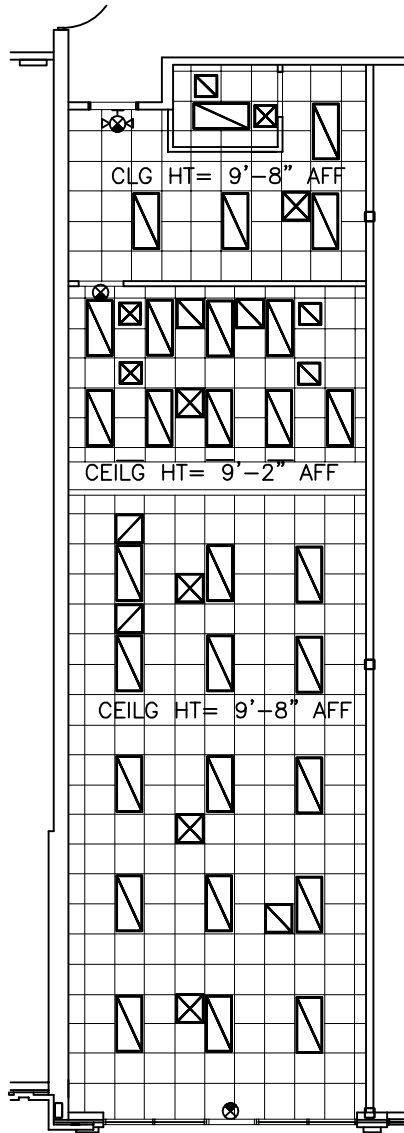 CLG HT= 9'-8" AFF
CEILG HT= 9'-2" AFF
CEILG HT= 9'-8" AFF